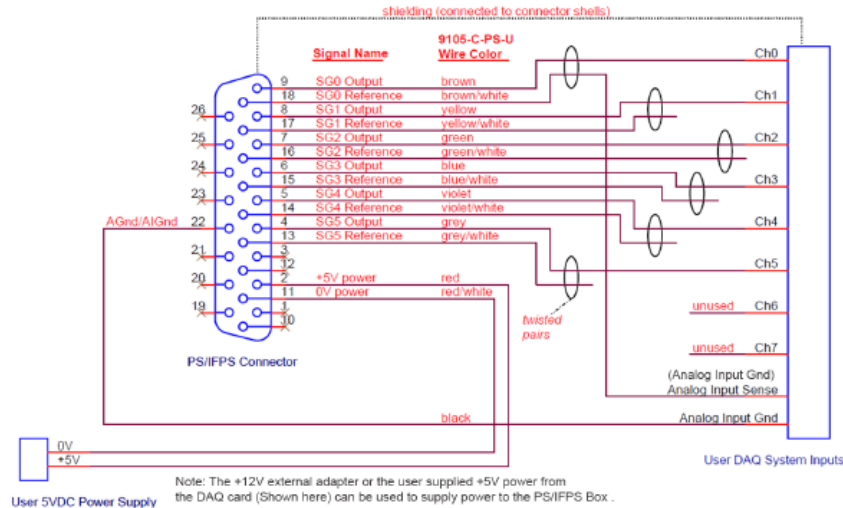 shielding (connected to connector shells)
Signal Name
9105-C-PS-U
Wire Color
9 SG0 Output brown
18 SG0 Reference brown/white
8 SG1 Output yellow
17 SG1 Reference yellow/white
7 SG2 Output green
16 SG2 Reference green/white
6 SG3 Output blue
15 SG3 Reference blue/white
5 SG4 Output violet
14 SG4 Reference violet/white
4 SG5 Output grey
13 SG5 Reference grey/white
3
12
2 +5V power red
11 0V power red/white
1
10
26
25
24
23
AGnd/AIGnd 22
21
20
19
PS/IFPS Connector
twisted
pairs
Ch0
Ch1
Ch2
Ch3
Ch4
Ch5
unused Ch6
unused Ch7
(Analog Input Gnd)
Analog Input Sense
black Analog Input Gnd
User DAQ System Inputs
0V
+5V
User 5VDC Power Supply
Note: The +12V external adapter or the user supplied +5V power from
the DAQ card (Shown here) can be used to supply power to the PS/IFPS Box .